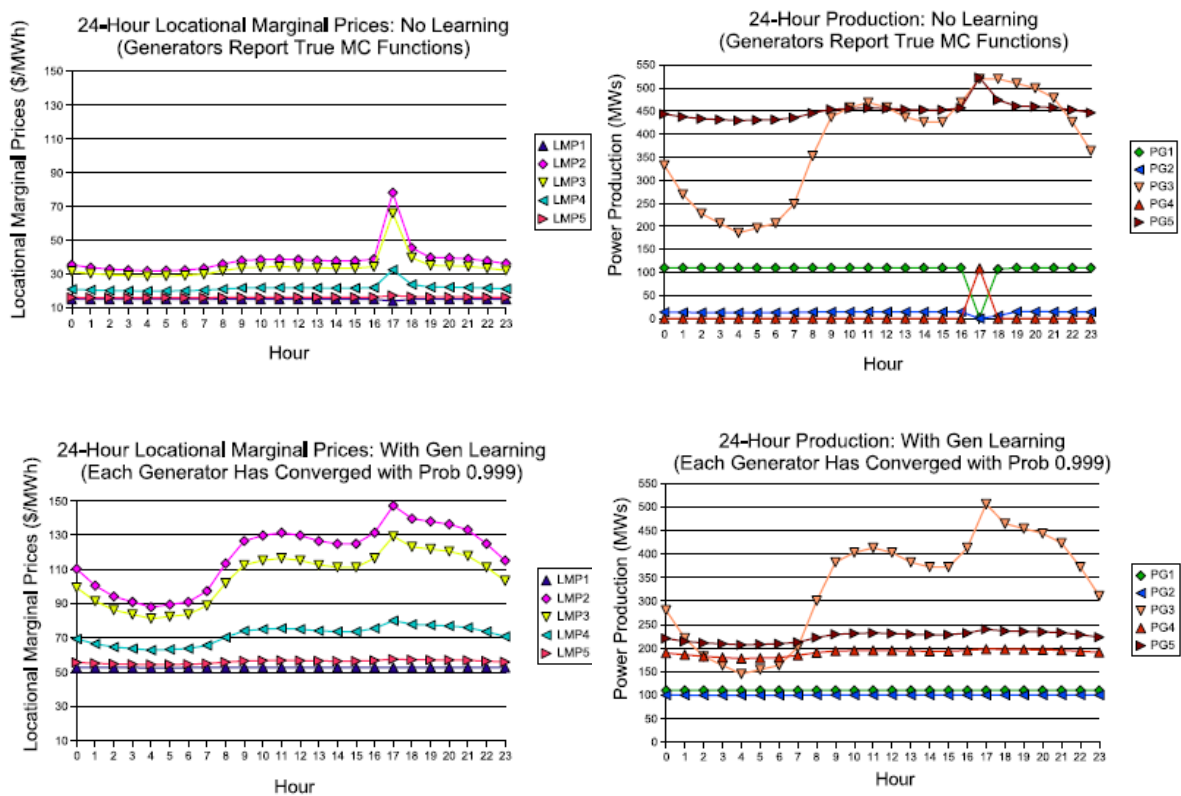 24-Hour Locational Marginal Prices: No Learning
(Generators Report True MC Functions)
Locational Marginal Prices ($/MWh)
150
130
110
90
70
50
30
10
0 1 2 3 4 5 6 7 8 9 10 11 12 13 14 15 16 17 18 19 20 21 22 23
Hour
LMP1
LMP2
LMP3
LMP4
LMP5
24-Hour Production: No Learning
(Generators Report True MC Functions)
Power Production (MWs)
550
500
450
400
350
300
250
200
150
100
50
0
0 1 2 3 4 5 6 7 8 9 10 11 12 13 14 15 16 17 18 19 20 21 22 23
Hour
PG1
PG2
PG3
PG4
PG5
24-Hour Locational Marginal Prices: With Gen Learning
(Each Generator Has Converged with Prob 0.999)
Locational Marginal Prices ($/MWh)
150
130
110
90
70
50
30
10
0 1 2 3 4 5 6 7 8 9 10 11 12 13 14 15 16 17 18 19 20 21 22 23
Hour
LMP1
LMP2
LMP3
LMP4
LMP5
24-Hour Production: With Gen Learning
(Each Generator Has Converged with Prob 0.999)
Power Production (MWs)
550
500
450
400
350
300
250
200
150
100
50
0
0 1 2 3 4 5 6 7 8 9 10 11 12 13 14 15 16 17 18 19 20 21 22 23
Hour
PG1
PG2
PG3
PG4
PG5